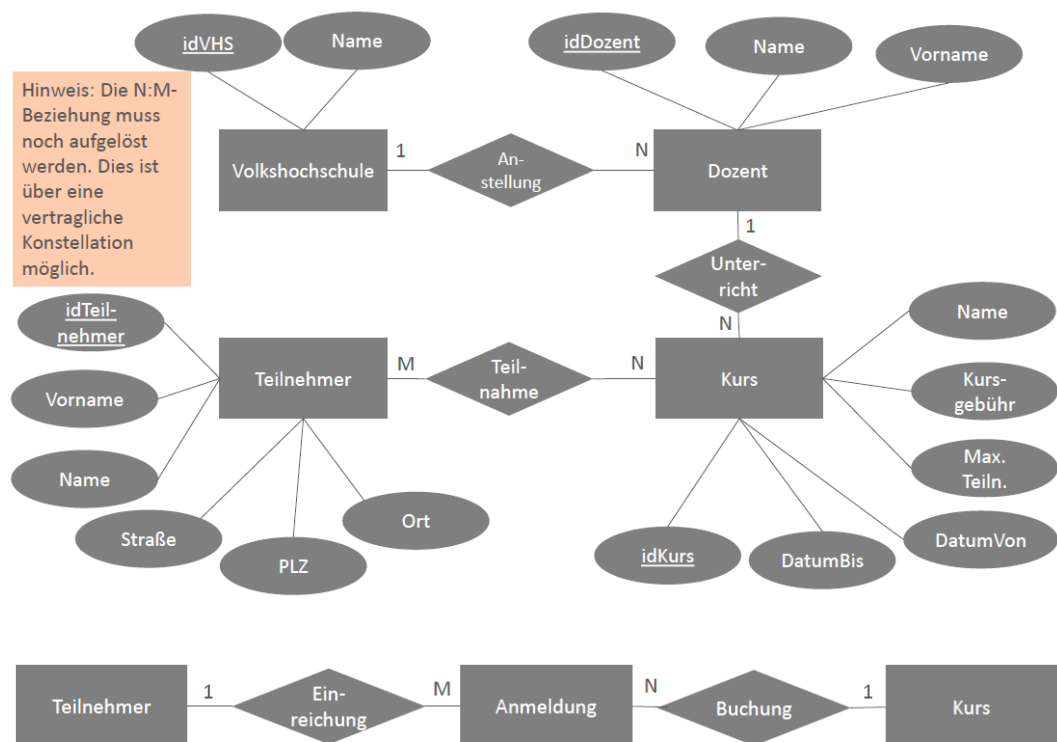 idVHS
Name
idDozent
Name
Vorname
Hinweis: Die N:M-
Beziehung muss
noch aufgelöst
werden. Dies ist
über eine
vertragliche
Konstellation
möglich.
Volkshochschule
1
An-
stellung
N
Dozent
1
Unter-
richt
N
idTeil-
nehmer
Vorname
Name
Straße
PLZ
Ort
Teilnehmer
M
Teil-
nahme
N
Kurs
Name
Kurs-
gebühr
Max.
Teiln.
DatumVon
DatumBis
idKurs
Teilnehmer
1
Ein-
reichung
M
Anmeldung
N
Buchung
1
Kurs